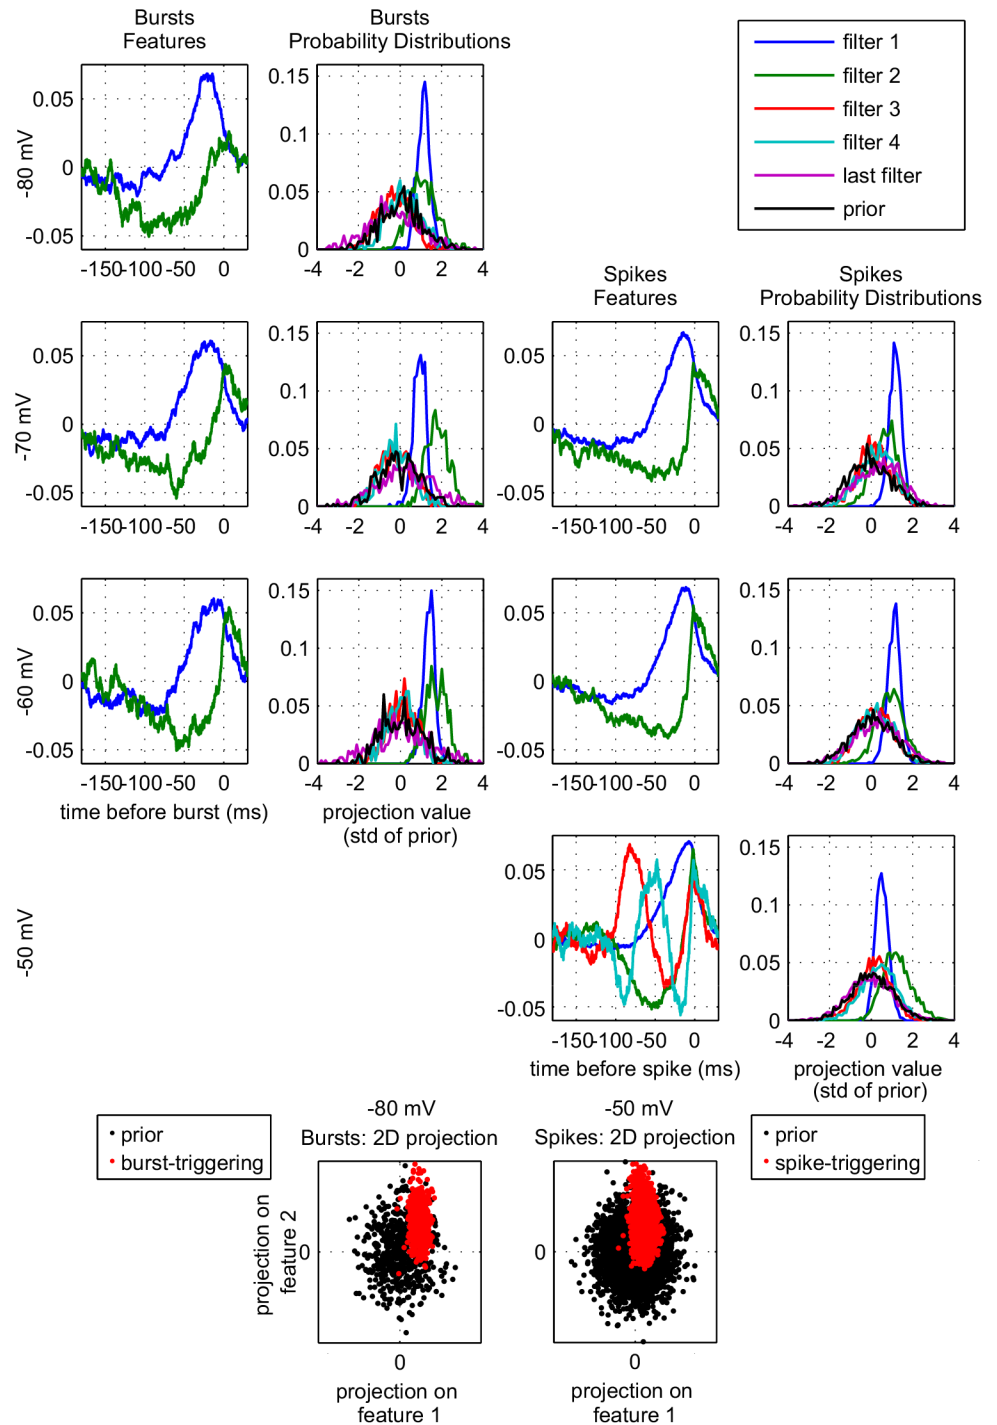 Bursts
Features
Bursts
Probability Distributions
filter 1
filter 2
filter 3
filter 4
last filter
prior
-80 mV
0.05
0
-0.05
-150 -100 -50 0
0.15
0.1
0.05
0
-4 -2 0 2 4
Spikes
Features
Spikes
Probability Distributions
-70 mV
0.05
0
-0.05
-150 -100 -50 0
0.15
0.1
0.05
0
-4 -2 0 2 4
0.05
0
-0.05
-150 -100 -50 0
0.15
0.1
0.05
0
-4 -2 0 2 4
-60 mV
0.05
0
-0.05
-150 -100 -50 0
time before burst (ms)
0.15
0.1
0.05
0
-4 -2 0 2 4
projection value
(std of prior)
0.05
0
-0.05
-150 -100 -50 0
0.15
0.1
0.05
0
-4 -2 0 2 4
-50 mV
0.05
0
-0.05
-150 -100 -50 0
time before spike (ms)
0.15
0.1
0.05
0
-4 -2 0 2 4
projection value
(std of prior)
prior
burst-triggering
-80 mV
Bursts: 2D projection
projection on
feature 2
0
0
projection on
feature 1
-50 mV
Spikes: 2D projection
0
0
projection on
feature 1
prior
spike-triggering